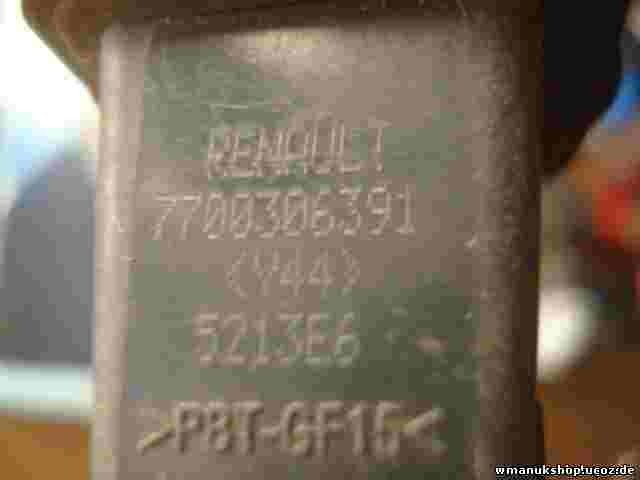 RENAULT
7700306391
(Y44)
5213E6
>PBT-GF15<
wmanukshop.ucoz.de